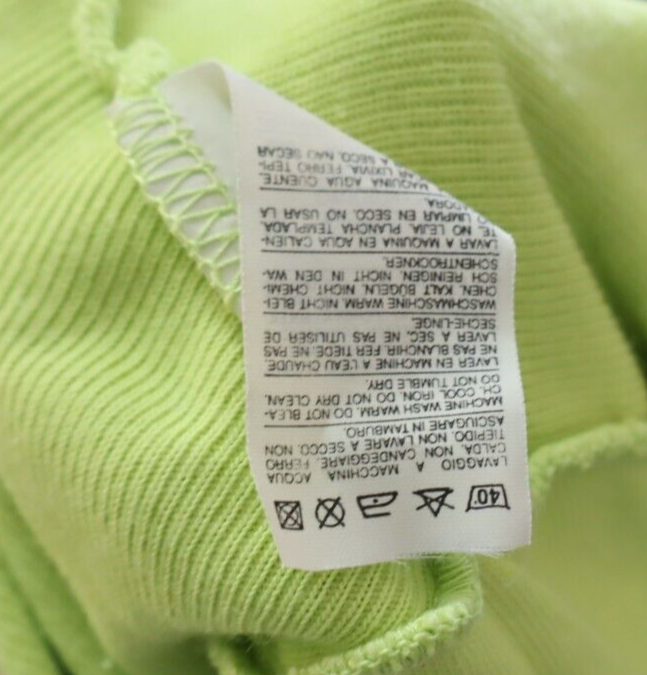 40°
LAVAGGIO A MACCHINA ACQUA
CALDA. NON CANDEGGIARE. FERRO
TIEPIDO. NON LAVARE A SECCO. NON
ASCIUGARE IN TAMBURO.
MACHINE WASH WARM. DO NOT BLEA-
CH. COOL IRON. DO NOT DRY CLEAN.
DO NOT TUMBLE DRY.
LAVER EN MACHINE A L'EAU CHAUDE.
NE PAS BLANCHIR. FER TIEDE. NE PAS
LAVER A SEC. NE PAS UTILISER DE
SECHE-LINGE.
WASCHMASCHINE WARM. NICHT BLEI-
CHEN. KALT BÜGELN. NICHT CHEMI-
SCH REINIGEN. NICHT IN DEN WA-
SCHENTROCKNER.
LAVAR A MAQUINA EN AGUA CALIEN-
TE. NO LEJIA. PLANCHA TEMPLADA.
LIMPIAR EN SECO. NO USAR LA
DORA.
MAQUINA AGUA QUENTE.
LIXIVIA. FERRO TEPI-
A SECO. NAO SECAR